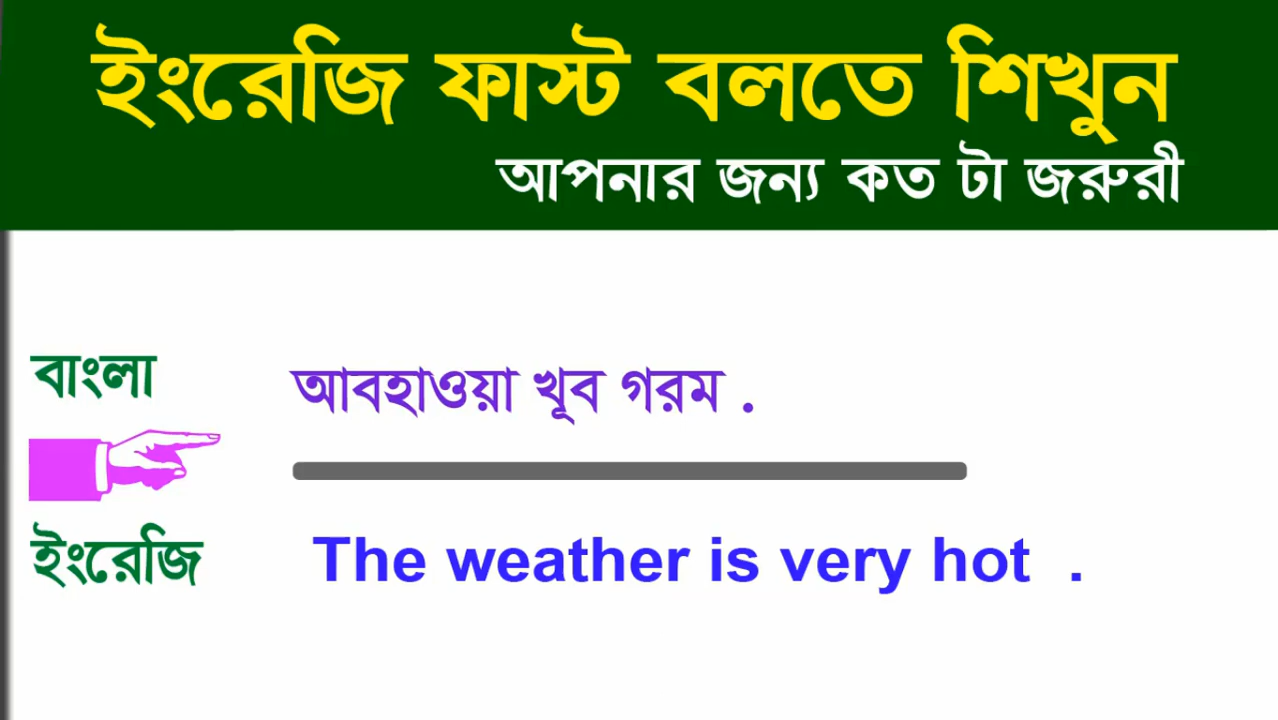 ইংরেজি ফাস্ট বলতে শিখুন
আপনার জন্য কত টা জরুরী
বাংলা
আবহাওয়া খূব গরম .
ইংরেজি
The weather is very hot .